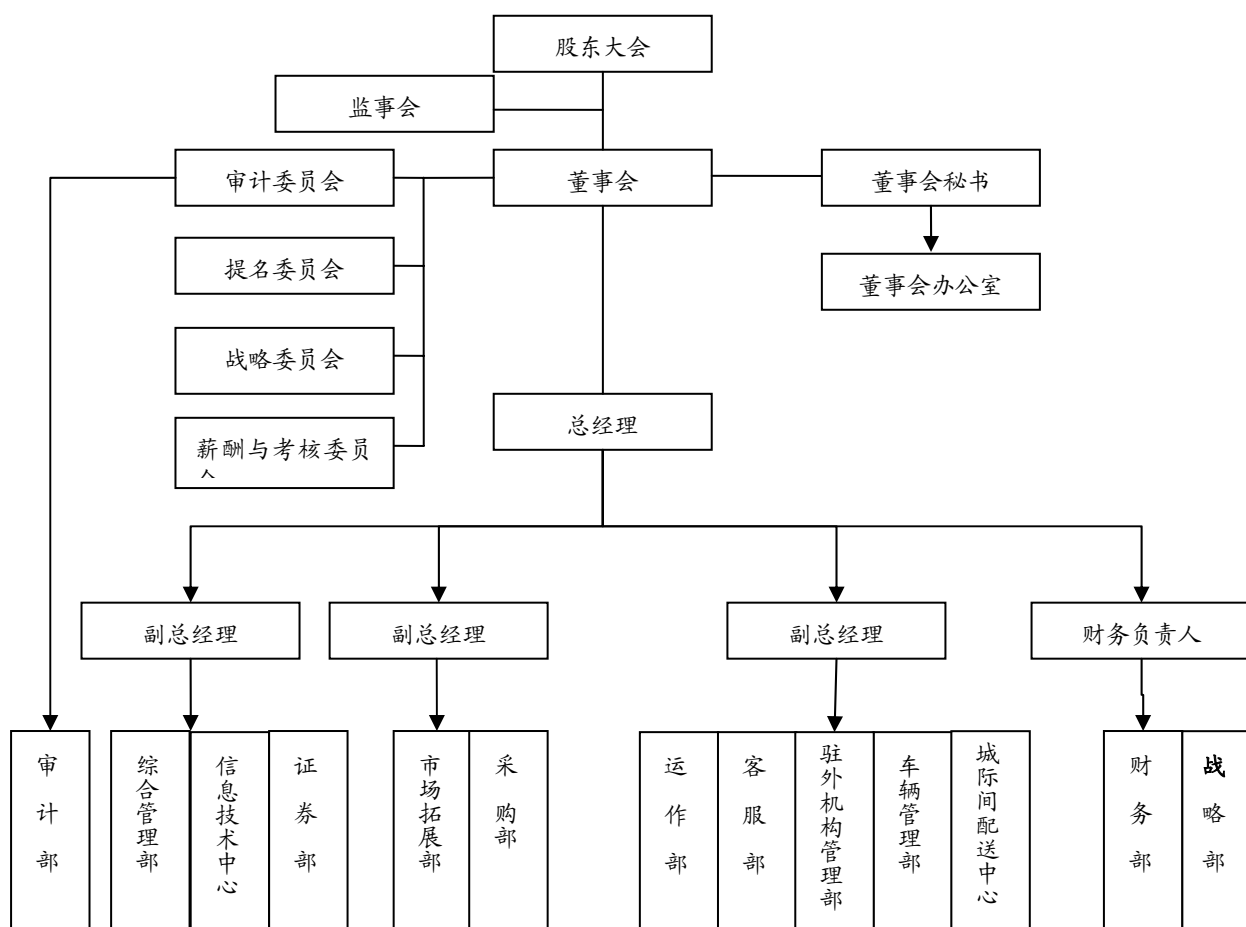 股东大会
监事会
审计委员会
董事会
董事会秘书
提名委员会
董事会办公室
战略委员会
总经理
薪酬与考核委员
会
副总经理
副总经理
副总经理
财务负责人
审计部
综合管理部
信息技术中心
证券部
市场拓展部
采购部
运作部
客服部
驻外机构管理部
车辆管理部
城际间配送中心
财务部
战略部